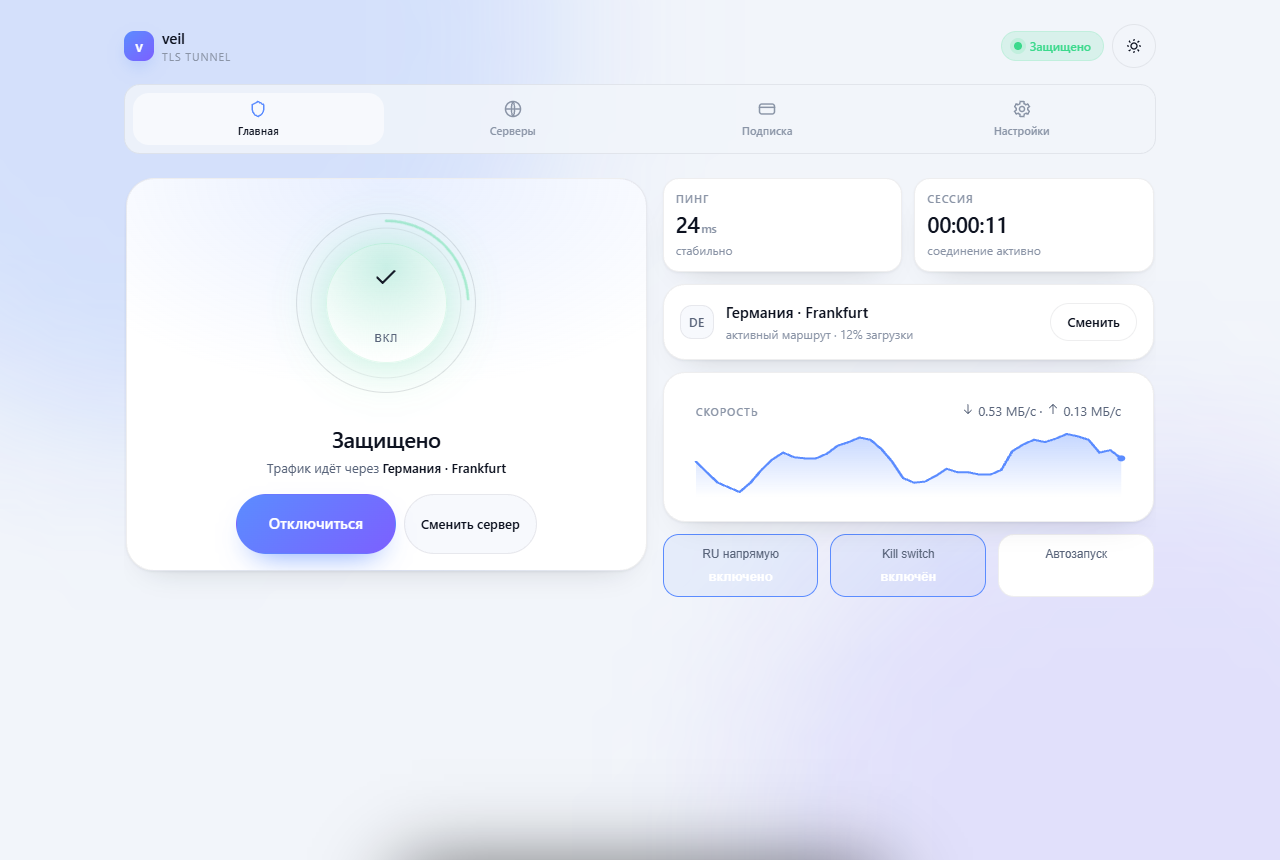 v
veil
TLS TUNNEL
Защищено
Главная
Серверы
Подписка
Настройки
ВКЛ
Защищено
Трафик идёт через Германия · Frankfurt
Отключиться
Сменить сервер
ПИНГ
24 ms
стабильно
СЕССИЯ
00:00:11
соединение активно
DE
Германия · Frankfurt
активный маршрут · 12% загрузки
Сменить
СКОРОСТЬ
↓ 0.53 МБ/с · ↑ 0.13 МБ/с
RU напрямую
включено
Kill switch
включён
Автозапуск